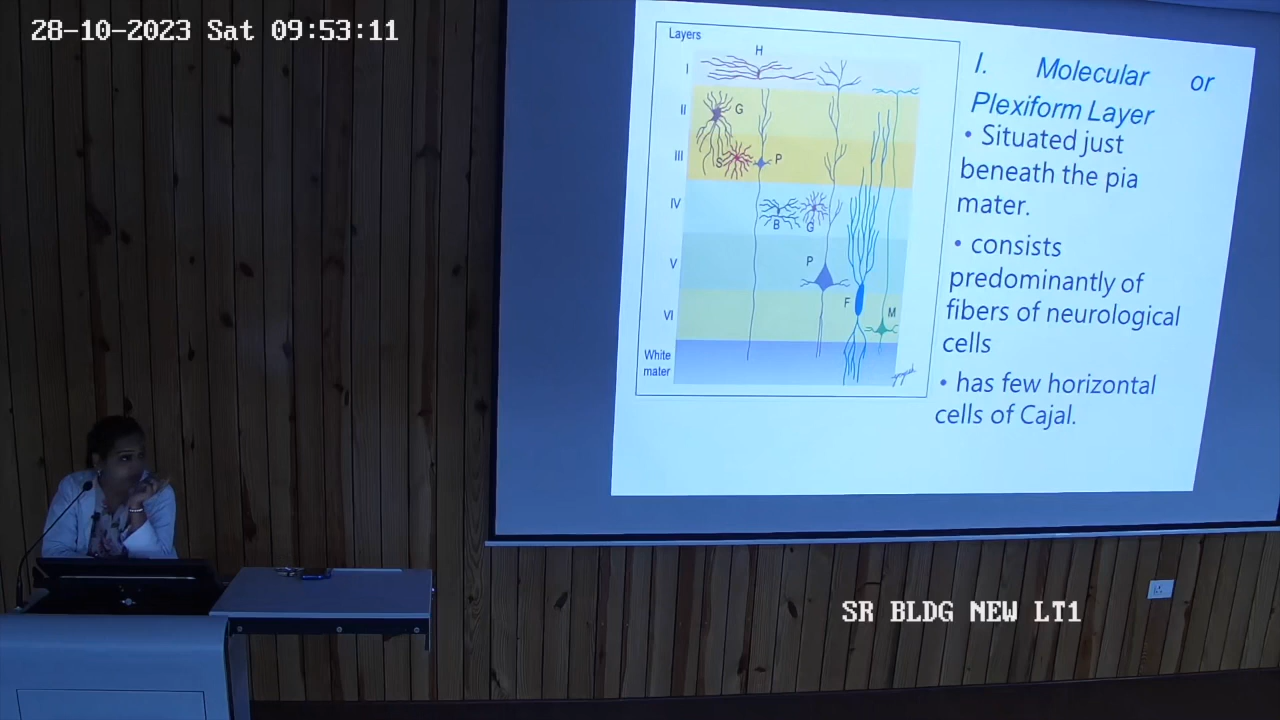 28-10-2023 Sat 09:53:11
Layers
H
I
II
G
III
S
P
IV
B
G
V
P
F
VI
M
White
mater
I. Molecular or
Plexiform Layer
• Situated just
beneath the pia
mater.
• consists
predominantly of
fibers of neurological
cells
• has few horizontal
cells of Cajal.
SR BLDG NEW LT1